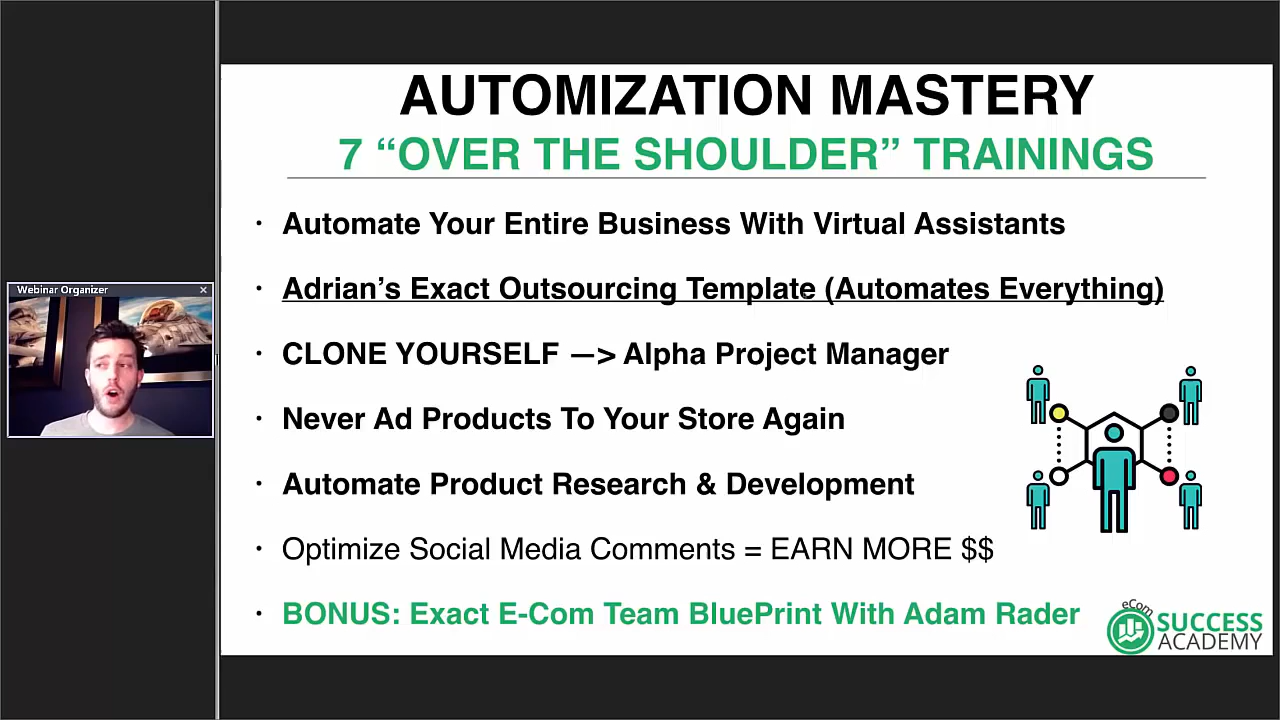 Webinar Organizer
AUTOMIZATION MASTERY
7 “OVER THE SHOULDER” TRAININGS
· Automate Your Entire Business With Virtual Assistants
· Adrian’s Exact Outsourcing Template (Automates Everything)
· CLONE YOURSELF —> Alpha Project Manager
· Never Ad Products To Your Store Again
· Automate Product Research & Development
· Optimize Social Media Comments = EARN MORE $$
· BONUS: Exact E-Com Team BluePrint With Adam Rader
eCom
SUCCESS
ACADEMY